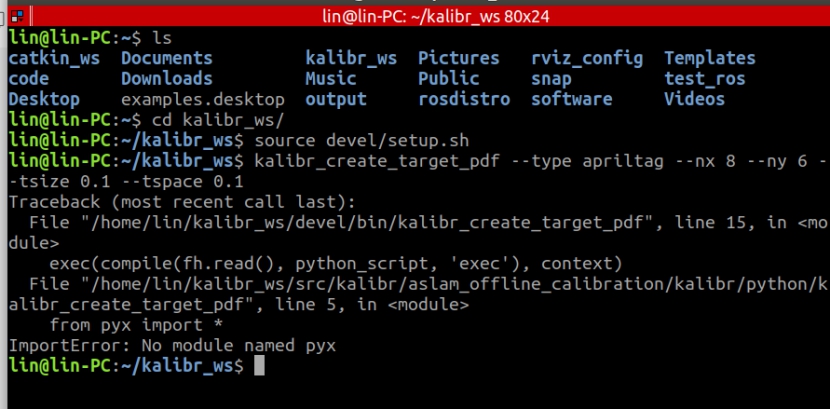 lin@lin-PC: ~/kalibr_ws 80x24
lin@lin-PC:~$ ls
catkin_ws  Documents         kalibr_ws  Pictures   rviz_config  Templates
code       Downloads         Music      Public     snap         test_ros
Desktop    examples.desktop  output     rosdistro  software     Videos
lin@lin-PC:~$ cd kalibr_ws/
lin@lin-PC:~/kalibr_ws$ source devel/setup.sh
lin@lin-PC:~/kalibr_ws$ kalibr_create_target_pdf --type apriltag --nx 8 --ny 6 -
-tsize 0.1 --tspace 0.1
Traceback (most recent call last):
  File "/home/lin/kalibr_ws/devel/bin/kalibr_create_target_pdf", line 15, in <mo
dule>
    exec(compile(fh.read(), python_script, 'exec'), context)
  File "/home/lin/kalibr_ws/src/kalibr/aslam_offline_calibration/kalibr/python/k
alibr_create_target_pdf", line 5, in <module>
    from pyx import *
ImportError: No module named pyx
lin@lin-PC:~/kalibr_ws$